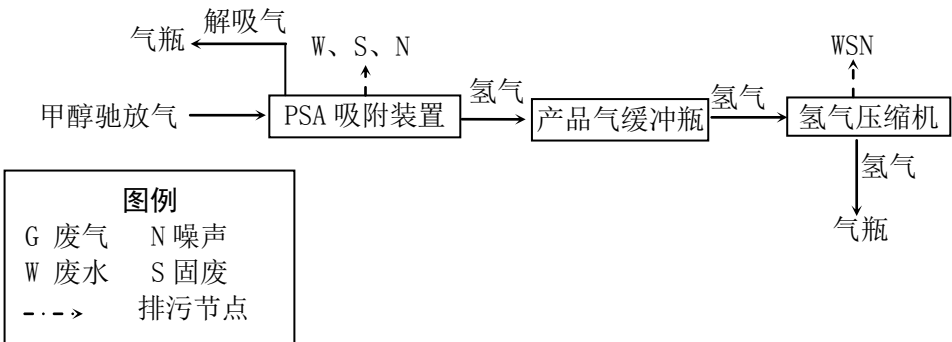 解吸气
气瓶
W、S、N
WSN
甲醇驰放气
PSA 吸附装置
氢气
产品气缓冲瓶
氢气
氢气压缩机
氢气
气瓶
图例
G 废气 N 噪声
W 废水 S 固废
排污节点